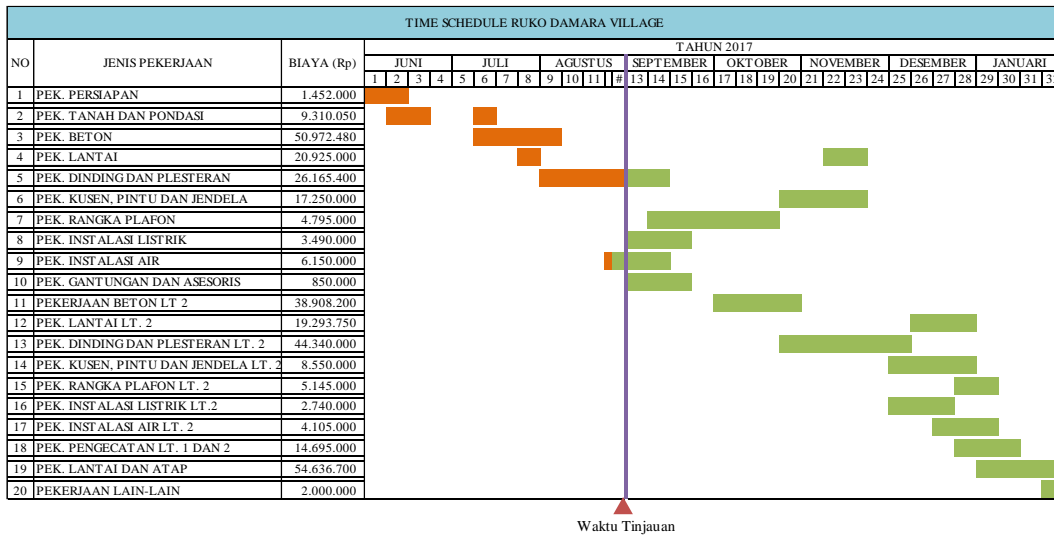 TIME SCHEDULE RUKO DAMARA VILLAGE
NO JENIS PEKERJAAN BIAYA (Rp) TAHUN 2017
JUNI JULI AGUSTUS SEPTEMBER OKTOBER NOVEMBER DESEMBER JANUARI
1 2 3 4 5 6 7 8 9 10 11 # 13 14 15 16 17 18 19 20 21 22 23 24 25 26 27 28 29 30 31
1 PEK. PERSIAPAN 1.452.000
2 PEK. TANAH DAN PONDASI 9.310.050
3 PEK. BETON 50.972.480
4 PEK. LANTAI 20.925.000
5 PEK. DINDING DAN PLESTERAN 26.165.400
6 PEK. KUSEN, PINTU DAN JENDELA 17.250.000
7 PEK. RANGKA PLAFON 4.795.000
8 PEK. INSTALASI LISTRIK 3.490.000
9 PEK. INSTALASI AIR 6.150.000
10 PEK. GANTUNGAN DAN ASESORIS 850.000
11 PEKERJAAN BETON LT 2 38.908.200
12 PEK. LANTAI LT. 2 19.293.750
13 PEK. DINDING DAN PLESTERAN LT. 2 44.340.000
14 PEK. KUSEN, PINTU DAN JENDELA LT. 2 8.550.000
15 PEK. RANGKA PLAFON LT. 2 5.145.000
16 PEK. INSTALASI LISTRIK LT.2 2.740.000
17 PEK. INSTALASI AIR LT. 2 4.105.000
18 PEK. PENGECATAN LT. 1 DAN 2 14.695.000
19 PEK. LANTAI DAN ATAP 54.636.700
20 PEKERJAAN LAIN-LAIN 2.000.000
Waktu Tinjauan